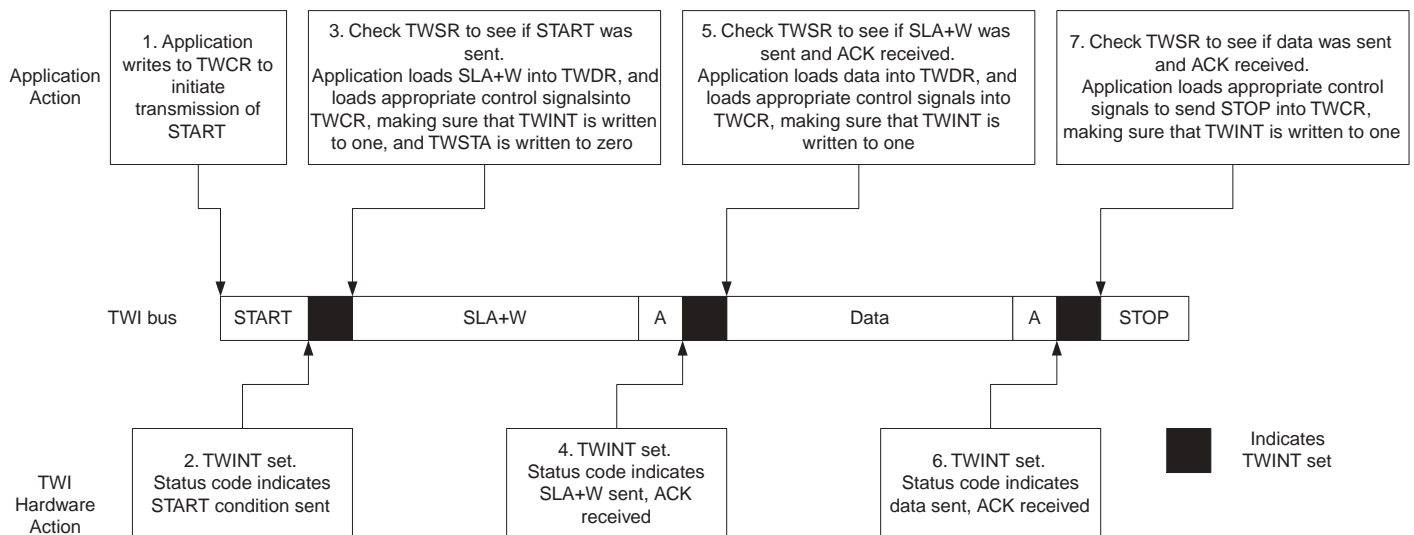 Application
Action
1. Application
writes to TWCR to
initiate
transmission of
START
3. Check TWSR to see if START was
sent.
Application loads SLA+W into TWDR, and
loads appropriate control signalsinto
TWCR, making sure that TWINT is written
to one, and TWSTA is written to zero
5. Check TWSR to see if SLA+W was
sent and ACK received.
Application loads data into TWDR, and
loads appropriate control signals into
TWCR, making sure that TWINT is
written to one
7. Check TWSR to see if data was sent
and ACK received.
Application loads appropriate control
signals to send STOP into TWCR,
making sure that TWINT is written to one
TWI bus
START
SLA+W
A
Data
A
STOP
TWI
Hardware
Action
2. TWINT set.
Status code indicates
START condition sent
4. TWINT set.
Status code indicates
SLA+W sent, ACK
received
6. TWINT set.
Status code indicates
data sent, ACK received
Indicates
TWINT set